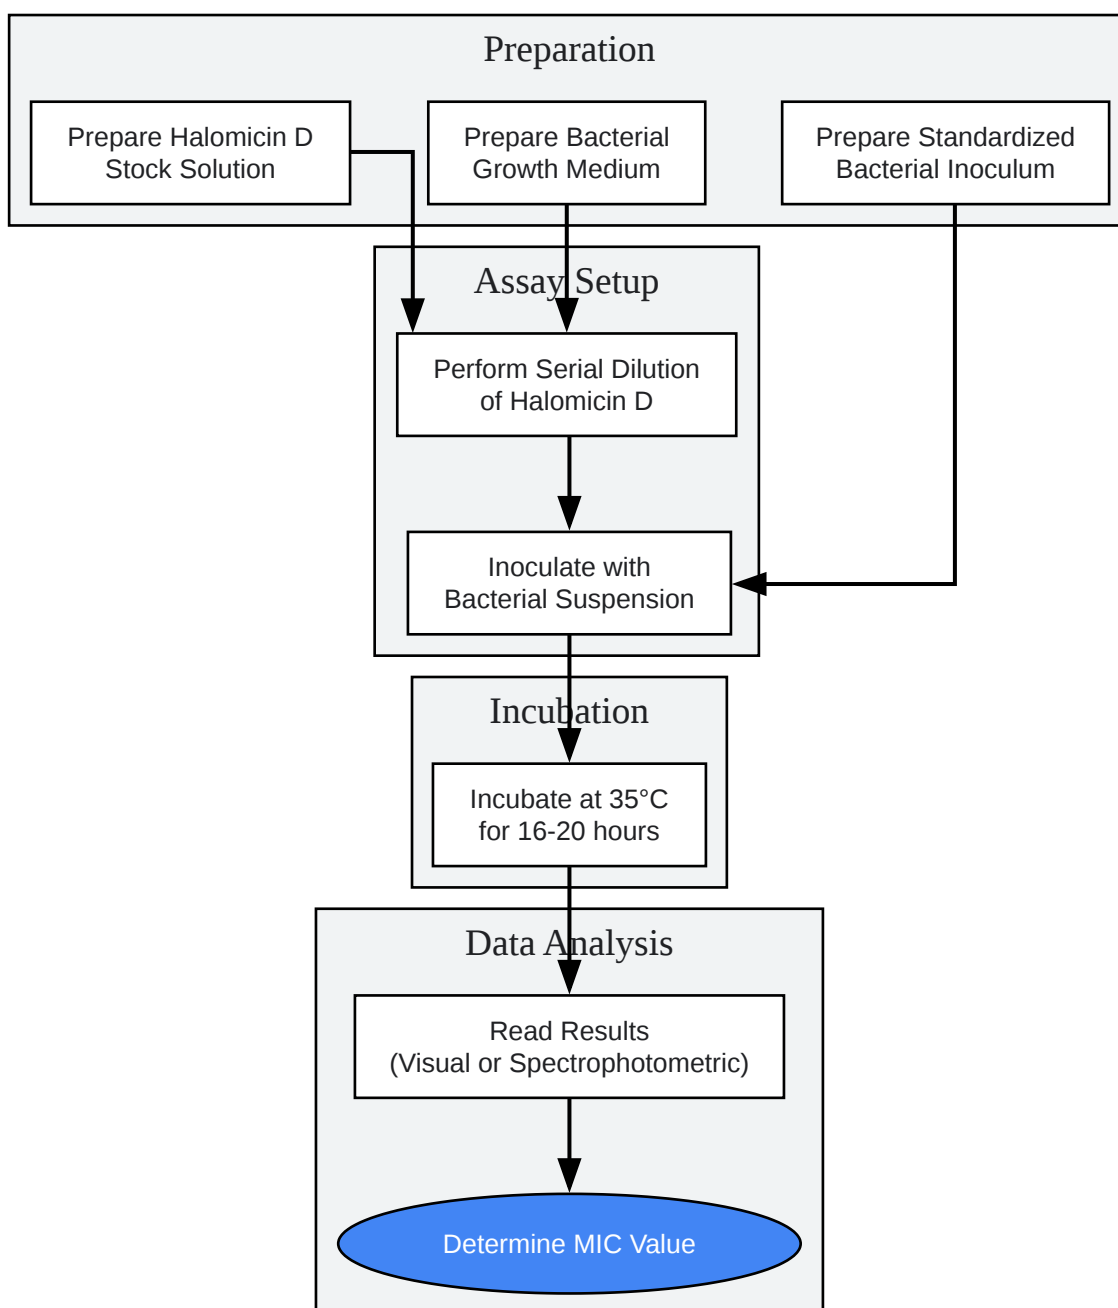 Preparation
Prepare Halomicin D
Stock Solution
Prepare Bacterial
Growth Medium
Prepare Standardized
Bacterial Inoculum
Assay Setup
Perform Serial Dilution
of Halomicin D
Inoculate with
Bacterial Suspension
Incubation
Incubate at 35°C
for 16-20 hours
Data Analysis
Read Results
(Visual or Spectrophotometric)
Determine MIC Value